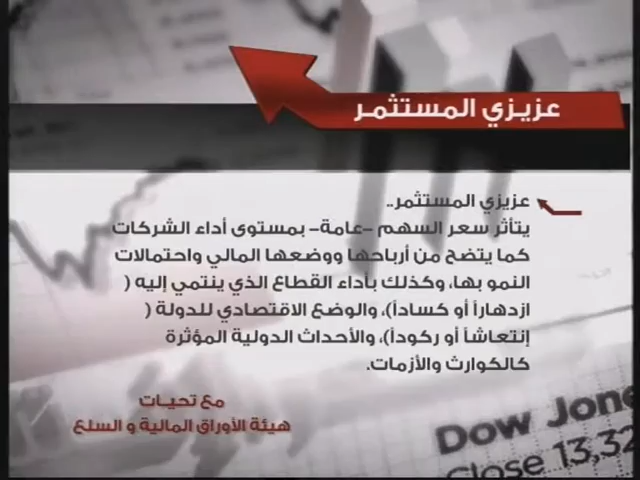 عزيزي المستثمر
عزيزي المستثمر..
يتأثر سعر السهم -عامة- بمستوى أداء الشركات
كما يتضح من أرباحها ووضعها المالي واحتمالات
النمو بها، وكذلك بأداء القطاع الذي ينتمي إليه (
ازدهاراً أو كساداً)، والوضع الاقتصادي للدولة (
إنتعاشاً أو ركوداً)، والأحداث الدولية المؤثرة
كالكوارث والأزمات.
مع تحيات
هيئة الأوراق المالية و السلع
Dow Jone
Close 13,32